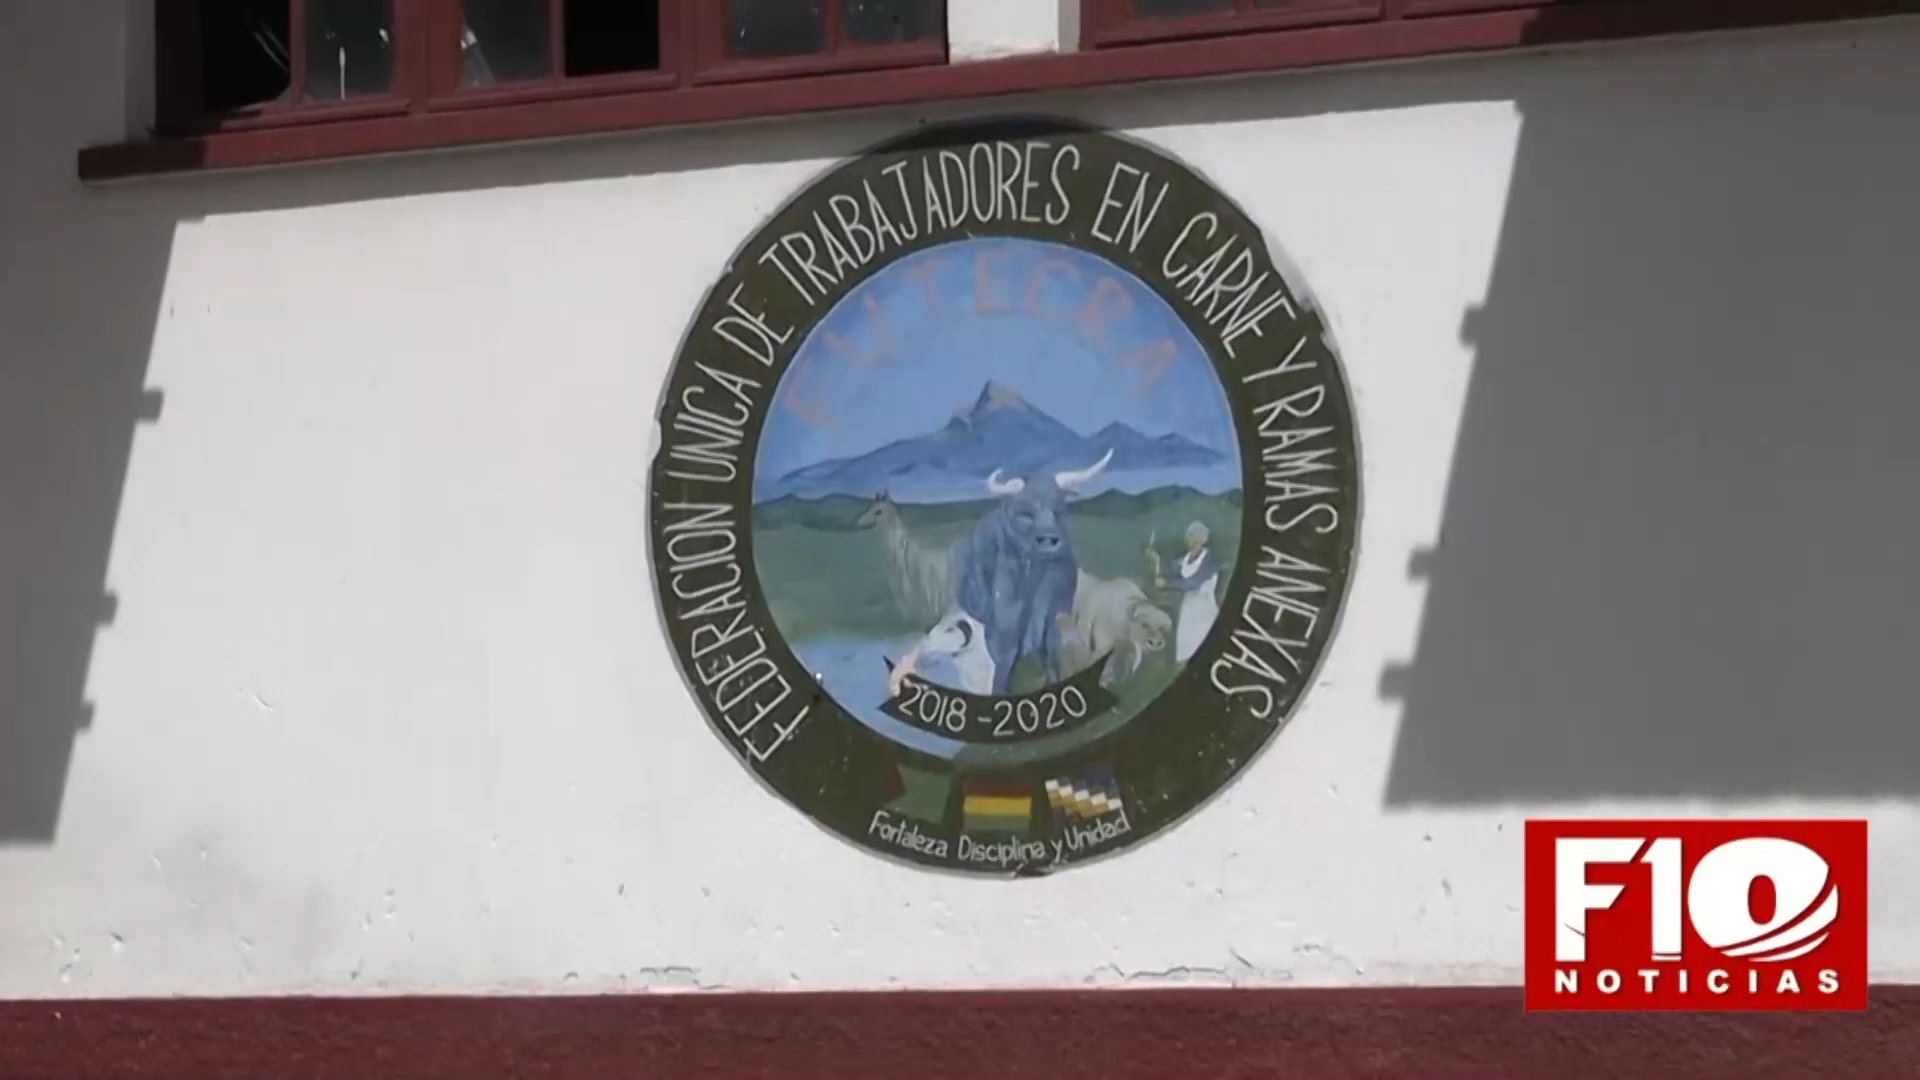 FEDERACION UNICA DE TRABAJADORES EN CARNE Y RAMAS ANEXAS
FUTECRA
2018-2020
Fortaleza Disciplina y Unidad
F10
NOTICIAS